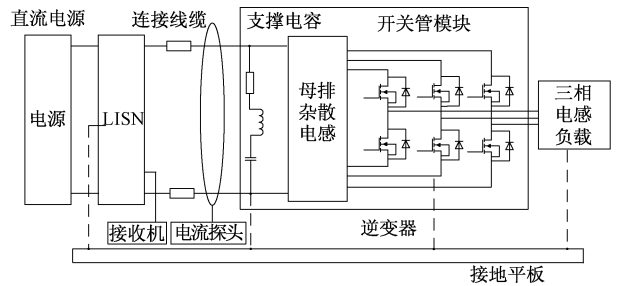 直流电源
连接线缆
支撑电容
开关管模块
电源
LISN
母排
杂散
电感
三相
电感
负载
接收机
电流探头
逆变器
接地平板